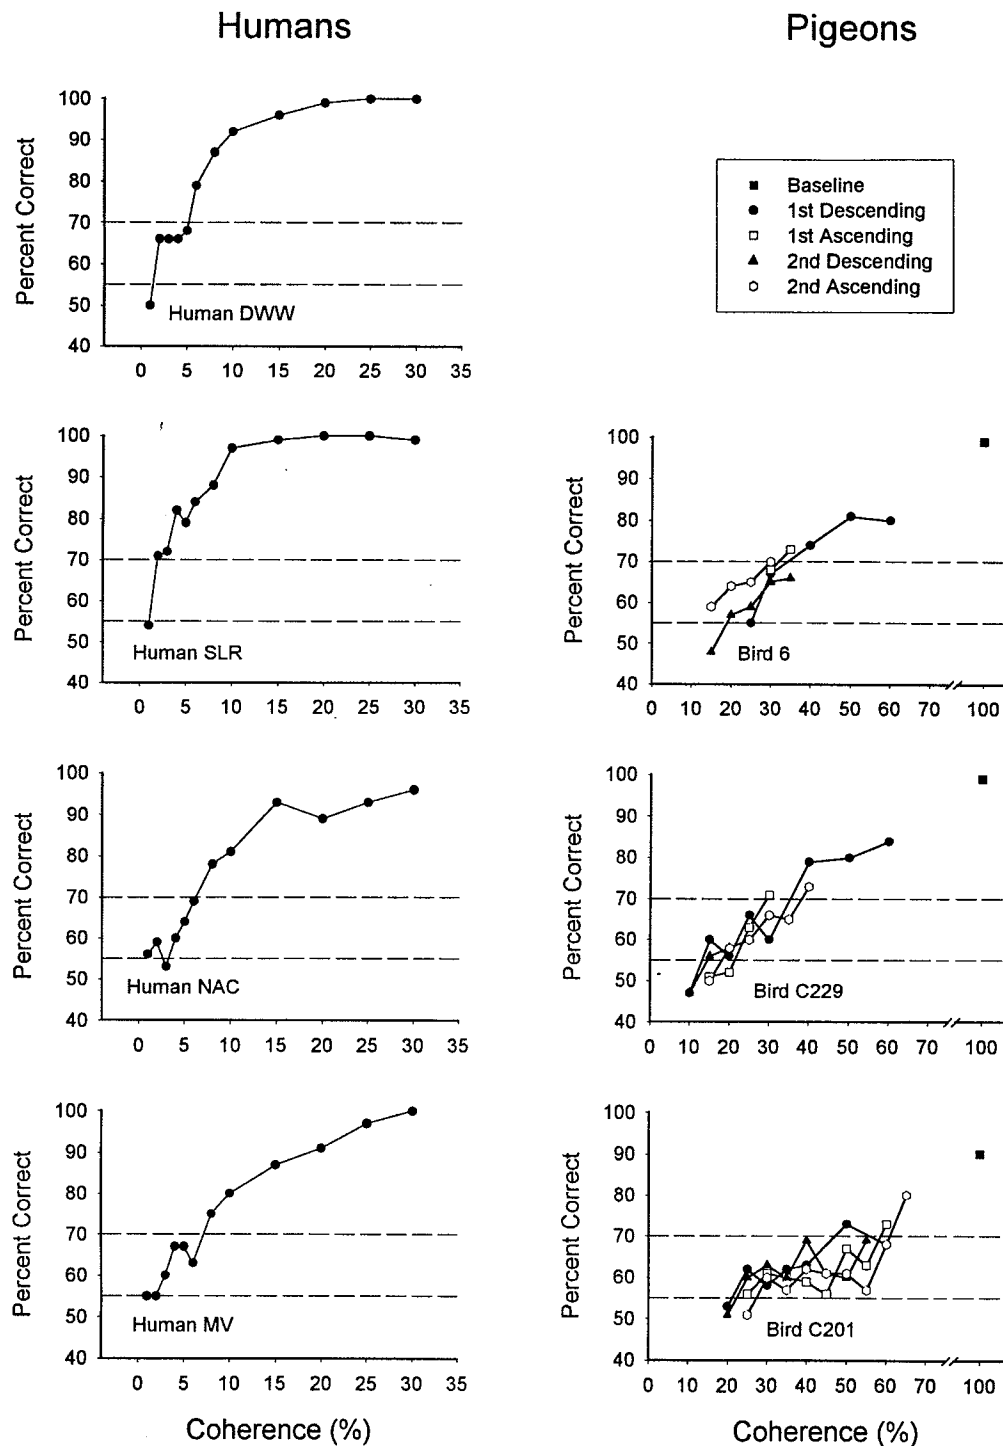 Humans
Pigeons
Percent Correct
100
90
80
70
60
50
40
Human DWW
0 5 10 15 20 25 30 35
Baseline
1st Descending
1st Ascending
2nd Descending
2nd Ascending
Percent Correct
100
90
80
70
60
50
40
Human SLR
0 5 10 15 20 25 30 35
Percent Correct
100
90
80
70
60
50
40
Bird 6
0 10 20 30 40 50 60 70 100
Percent Correct
100
90
80
70
60
50
40
Human NAC
0 5 10 15 20 25 30 35
Percent Correct
100
90
80
70
60
50
40
Bird C229
0 10 20 30 40 50 60 70 100
Percent Correct
100
90
80
70
60
50
40
Human MV
0 5 10 15 20 25 30 35
Coherence (%)
Percent Correct
100
90
80
70
60
50
40
Bird C201
0 10 20 30 40 50 60 70 100
Coherence (%)